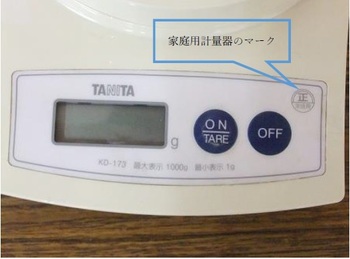 家庭用計量器のマーク
TANITA
正
ON
TARE
OFF
g
KD-173 最大表示 1000g 最小表示 1g